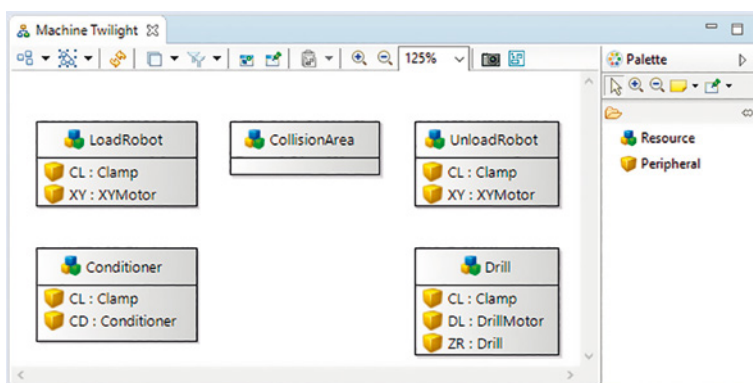 Machine Twilight
125%
Palette
LoadRobot
CL : Clamp
XY : XYMotor
CollisionArea
UnloadRobot
CL : Clamp
XY : XYMotor
Conditioner
CL : Clamp
CD : Conditioner
Drill
CL : Clamp
DL : DrillMotor
ZR : Drill
Resource
Peripheral